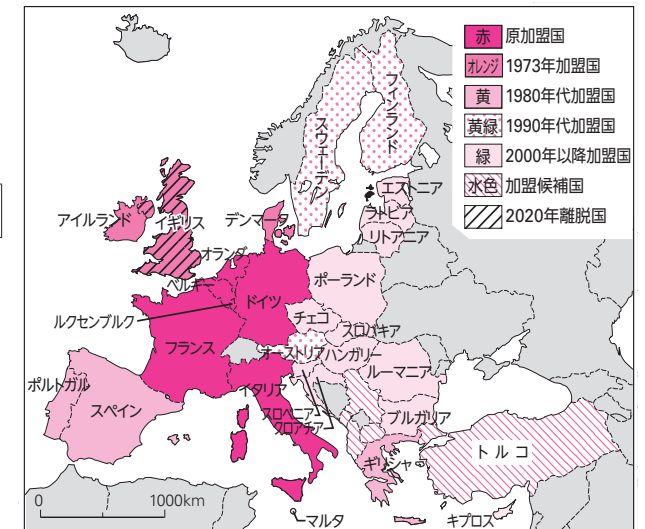 赤 原加盟国
オレンジ 1973年加盟国
黄 1980年代加盟国
黄緑 1990年代加盟国
緑 2000年以降加盟国
水色 加盟候補国
2020年離脱国
フィンランド
スウェーデン
エストニア
ラトビア
リトアニア
アイルランド
イギリス
デンマーク
オランダ
ベルギー
ドイツ
ポーランド
ルクセンブルク
チェコ
スロバキア
フランス
オーストリア
ハンガリー
ルーマニア
ポルトガル
スペイン
イタリア
スロベニア
クロアチア
ブルガリア
ギリシャ
トルコ
マルタ
キプロス
0 1000km